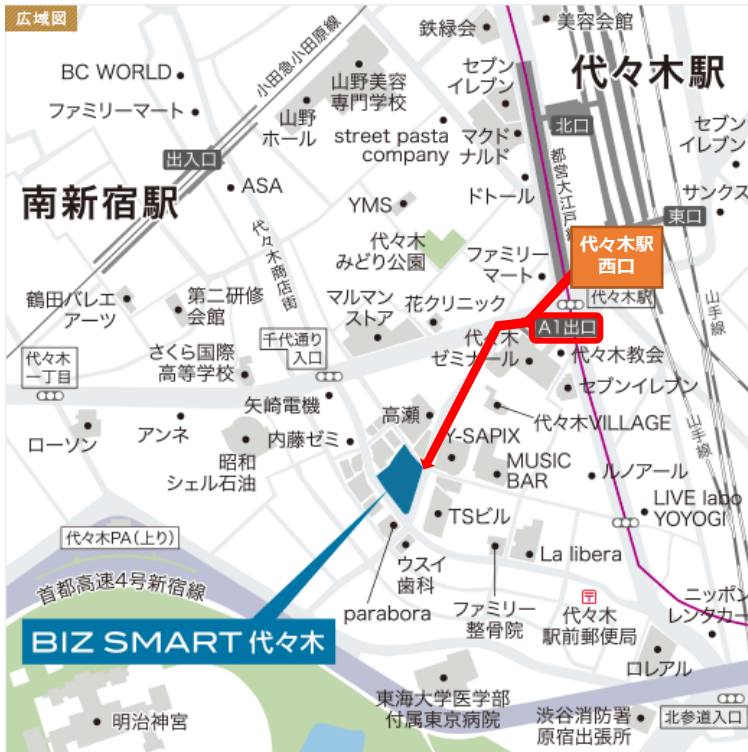 広域図
鉄緑会
美容会館
小田急小田原線
BC WORLD
山野美容
専門学校
セブン
イレブン
代々木駅
ファミリーマート
山野
ホール
street pasta
company
マクド
ナルド
北口
セブン
イレブン
出入口
都営大江戸
ASA
ドトール
サンクス
南新宿駅
YMS
東口
代々木
みどり公園
ファミリー
マート
代々木駅
西口
代々木商店街
鶴田バレエ
アーツ
第二研修
会館
マルマン
ストア
花クリニック
代々木駅
山手線
A1出口
千代通り
入口
代々木
ゼミナール
代々木教会
代々木
一丁目
さくら国際
高等学校
セブンイレブン
矢崎電機
高瀬
代々木VILLAGE
山手線
ローソン
アンネ
昭和
シェル石油
内藤ゼミ
Y-SAPIX
MUSIC
BAR
ルノアール
LIVE labo
YOYOGI
TSビル
代々木PA(上り)
ウスイ
歯科
La libera
首都高速4号新宿線
parabora
ファミリー
整骨院
代々木
駅前郵便局
ニッポン
レンタカー
BIZ SMART 代々木
ロレアル
東海大学医学部
付属東京病院
明治神宮
渋谷消防署
原宿出張所
北参道入口